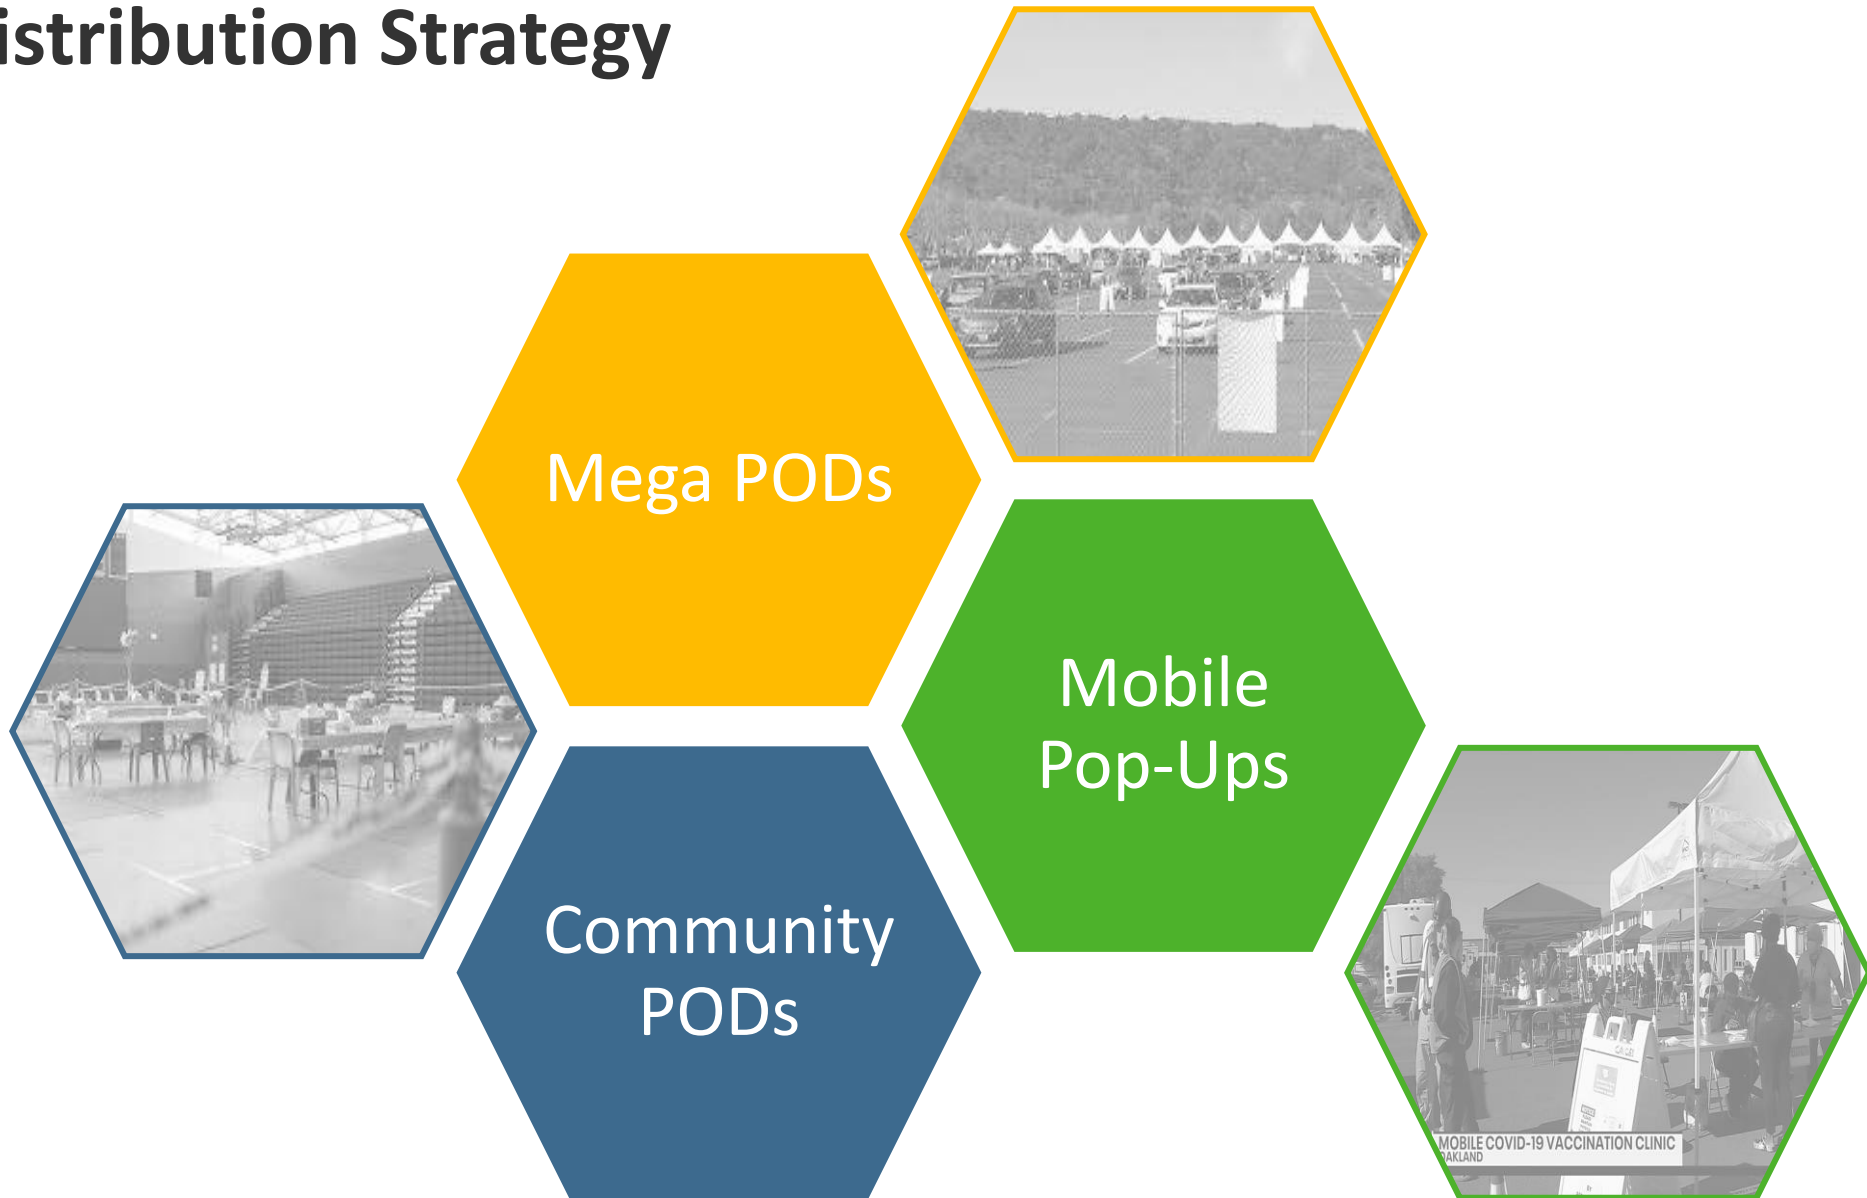 istribution Strategy
Mega PODs
Mobile
Pop-Ups
Community
PODs
MOBILE COVID-19 VACCINATION CLINIC
OAKLAND